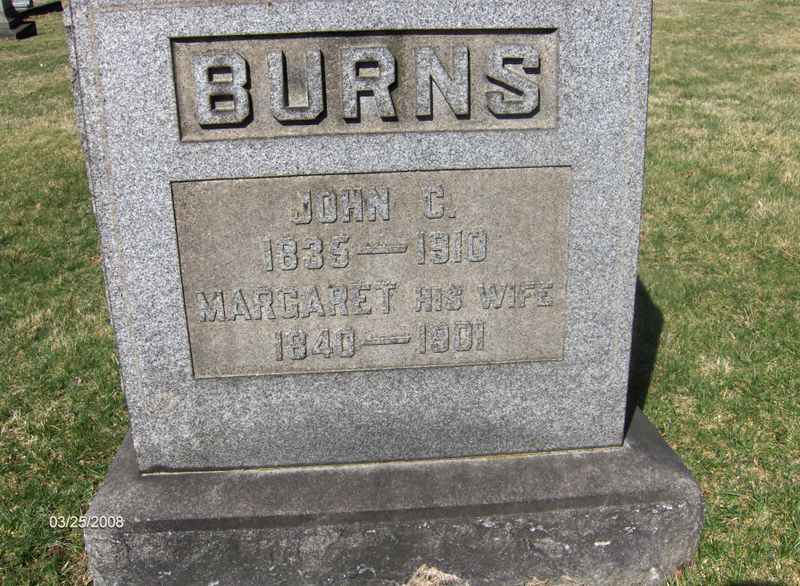 BURNS
JOHN C.
1835—1910
MARGARET HIS WIFE
1840—1901
03/25/2008